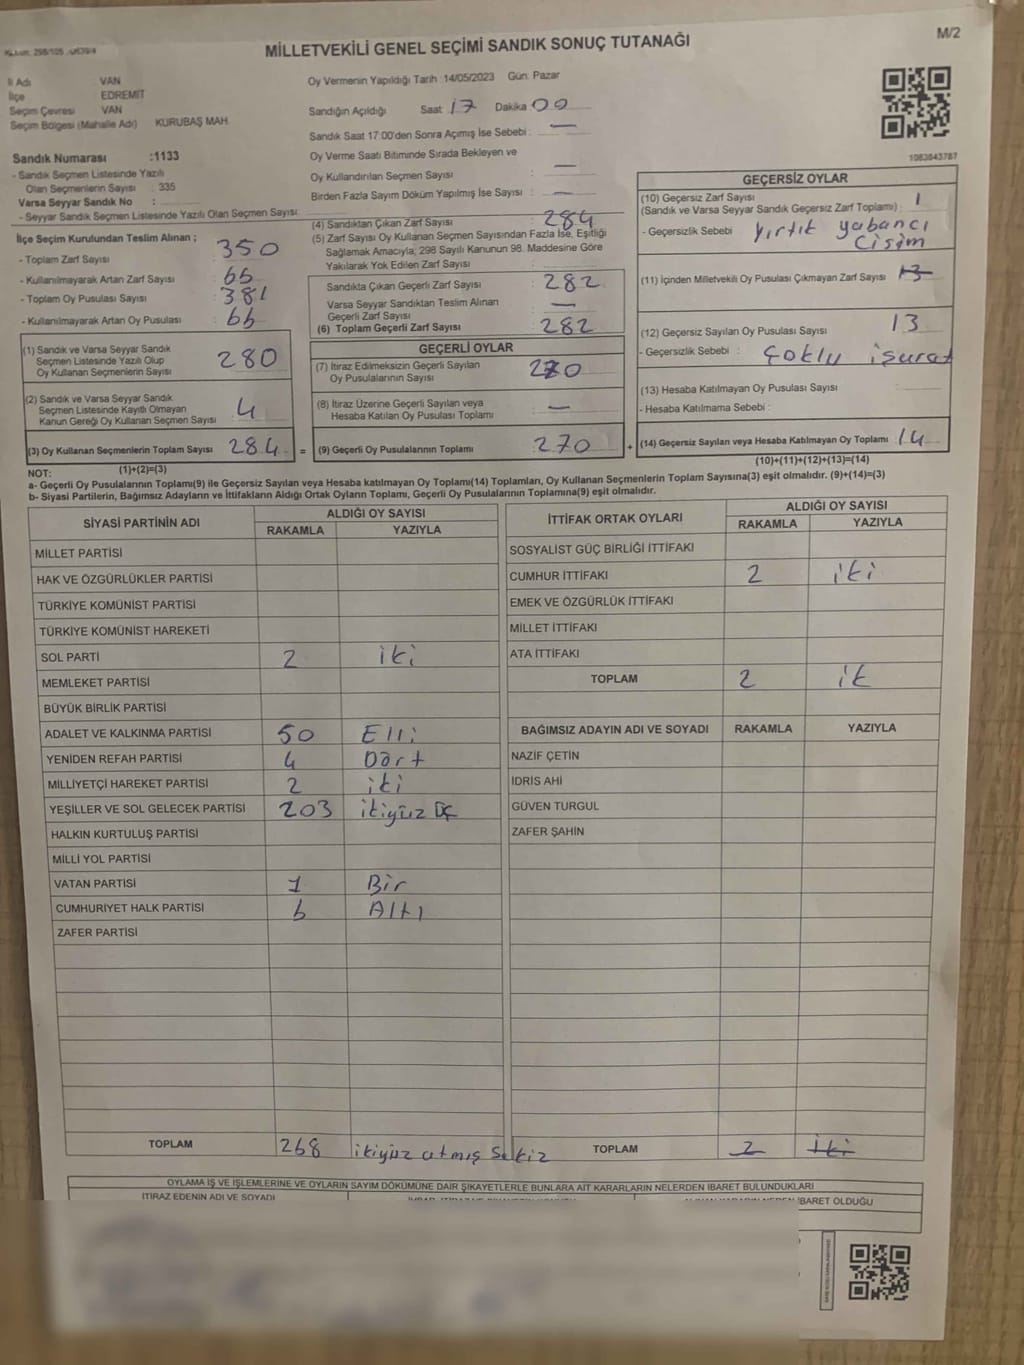 MİLLETVEKİLİ GENEL SEÇİMİ SANDIK SONUÇ TUTANAĞI
M/2
İl Adı VAN
İlçe EDREMİT
Seçim Çevresi VAN
Seçim Bölgesi (Mahalle Adı) KURUBAŞ MAH.
Sandık Numarası :1133
- Sandık Seçmen Listesinde Yazılı
Olan Seçmenlerin Sayısı : 335
Varsa Seyyar Sandık No :
- Seyyar Sandık Seçmen Listesinde Yazılı Olan Seçmen Sayısı
Oy Vermenin Yapıldığı Tarih : 14/05/2023 Gün: Pazar
Sandığın Açıldığı Saat 17 Dakika 00
Sandık Saat 17:00'den Sonra Açımış İse Sebebi : —
Oy Verme Saati Bitiminde Sırada Bekleyen ve
Oy Kullandırılan Seçmen Sayısı : —
Birden Fazla Sayım Döküm Yapılmış İse Sayısı : —
1083843787
İlçe Seçim Kurulundan Teslim Alınan ;
- Toplam Zarf Sayısı 350
- Kullanılmayarak Artan Zarf Sayısı 66
- Toplam Oy Pusulası Sayısı 381
- Kullanılmayarak Artan Oy Pusulası 66
(1) Sandık ve Varsa Seyyar Sandık
Seçmen Listesinde Yazılı Olup
Oy Kullanan Seçmenlerin Sayısı 280
(2) Sandık ve Varsa Seyyar Sandık
Seçmen Listesinde Kayıtlı Olmayan
Kanun Gereği Oy Kullanan Seçmen Sayısı 4
(3) Oy Kullanan Seçmenlerin Toplam Sayısı 284 =
(1)+(2)=(3)
(4) Sandıktan Çıkan Zarf Sayısı : 284
(5) Zarf Sayısı Oy Kullanan Seçmen Sayısından Fazla İse, Eşitliği
Sağlamak Amacıyla, 298 Sayılı Kanunun 98. Maddesine Göre
Yakılarak Yok Edilen Zarf Sayısı
Sandıkta Çıkan Geçerli Zarf Sayısı : 282
Varsa Seyyar Sandıktan Teslim Alınan
Geçerli Zarf Sayısı : —
(6) Toplam Geçerli Zarf Sayısı : 282
GEÇERLİ OYLAR
(7) İtiraz Edilmeksizin Geçerli Sayılan
Oy Pusulalarının Sayısı 270
(8) İtiraz Üzerine Geçerli Sayılan veya
Hesaba Katılan Oy Pusulası Toplamı —
(9) Geçerli Oy Pusulalarının Toplamı 270 +
GEÇERSİZ OYLAR
(10) Geçersiz Zarf Sayısı
(Sandık ve Varsa Seyyar Sandık Geçersiz Zarf Toplamı) : 1
- Geçersizlik Sebebi Yırtık yabancı
Cisim
(11) İçinden Milletvekili Oy Pusulası Çıkmayan Zarf Sayısı 13
(12) Geçersiz Sayılan Oy Pusulası Sayısı 13
- Geçersizlik Sebebi : Çoklu işaret
(13) Hesaba Katılmayan Oy Pusulası Sayısı
- Hesaba Katılmama Sebebi :
(14) Geçersiz Sayılan veya Hesaba Katılmayan Oy Toplamı 14
(10)+(11)+(12)+(13)=(14)
NOT:
a- Geçerli Oy Pusulalarının Toplamı(9) ile Geçersiz Sayılan veya Hesaba katılmayan Oy Toplamı(14) Toplamları, Oy Kullanan Seçmenlerin Toplam Sayısına(3) eşit olmalıdır. (9)+(14)=(3)
b- Siyasi Partilerin, Bağımsız Adayların ve İttifakların Aldığı Ortak Oyların Toplamı, Geçerli Oy Pusulalarının Toplamına(9) eşit olmalıdır.
SİYASİ PARTİNİN ADI ALDIĞI OY SAYISI
RAKAMLA YAZIYLA
MİLLET PARTİSİ
HAK VE ÖZGÜRLÜKLER PARTİSİ
TÜRKİYE KOMÜNİST PARTİSİ
TÜRKİYE KOMÜNİST HAREKETİ
SOL PARTİ 2 iki
MEMLEKET PARTİSİ
BÜYÜK BİRLİK PARTİSİ
ADALET VE KALKINMA PARTİSİ 50 Elli
YENİDEN REFAH PARTİSİ 4 Dört
MİLLİYETÇİ HAREKET PARTİSİ 2 iki
YEŞİLLER VE SOL GELECEK PARTİSİ 203 ikiyüz üç
HALKIN KURTULUŞ PARTİSİ
MİLLİ YOL PARTİSİ
VATAN PARTİSİ 1 Bir
CUMHURİYET HALK PARTİSİ 6 Altı
ZAFER PARTİSİ
TOPLAM 268 ikiyüz atmış Sekiz
İTTİFAK ORTAK OYLARI ALDIĞI OY SAYISI
RAKAMLA YAZIYLA
SOSYALİST GÜÇ BİRLİĞİ İTTİFAKI
CUMHUR İTTİFAKI 2 iki
EMEK VE ÖZGÜRLÜK İTTİFAKI
MİLLET İTTİFAKI
ATA İTTİFAKI
TOPLAM 2 ik
BAĞIMSIZ ADAYIN ADI VE SOYADI RAKAMLA YAZIYLA
NAZİF ÇETİN
İDRİS AHİ
GÜVEN TURGUL
ZAFER ŞAHİN
TOPLAM 2 iki
OYLAMA İŞ VE İŞLEMLERİNE VE OYLARIN SAYIM DÖKÜMÜNE DAİR ŞİKAYETLERLE BUNLARA AİT KARARLARIN NELERDEN İBARET BULUNDUKLARI
İTİRAZ EDENİN ADI VE SOYADI
İBARET OLDUĞU